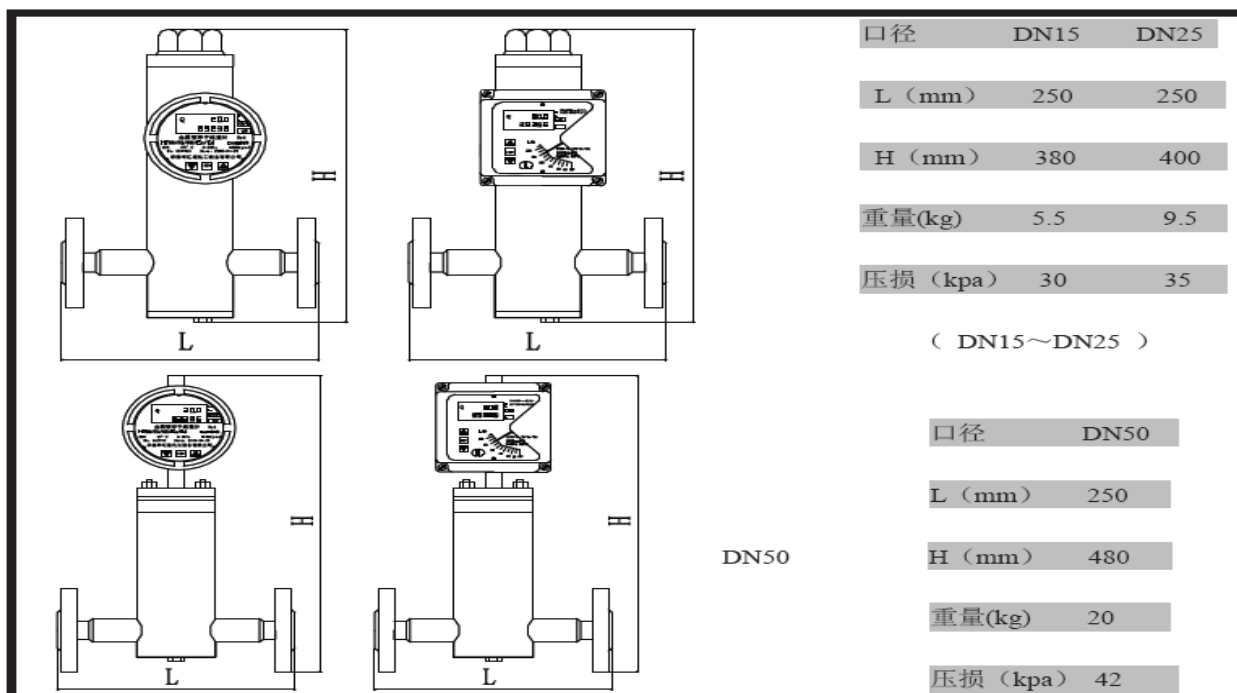 口径 DN15 DN25
L（mm） 250 250
H（mm） 380 400
重量(kg) 5.5 9.5
压损（kpa） 30 35
（ DN15～DN25 ）
H
H
L
L
口径 DN50
L（mm） 250
DN50
H（mm） 480
重量(kg) 20
压损（kpa） 42
H
H
L
L